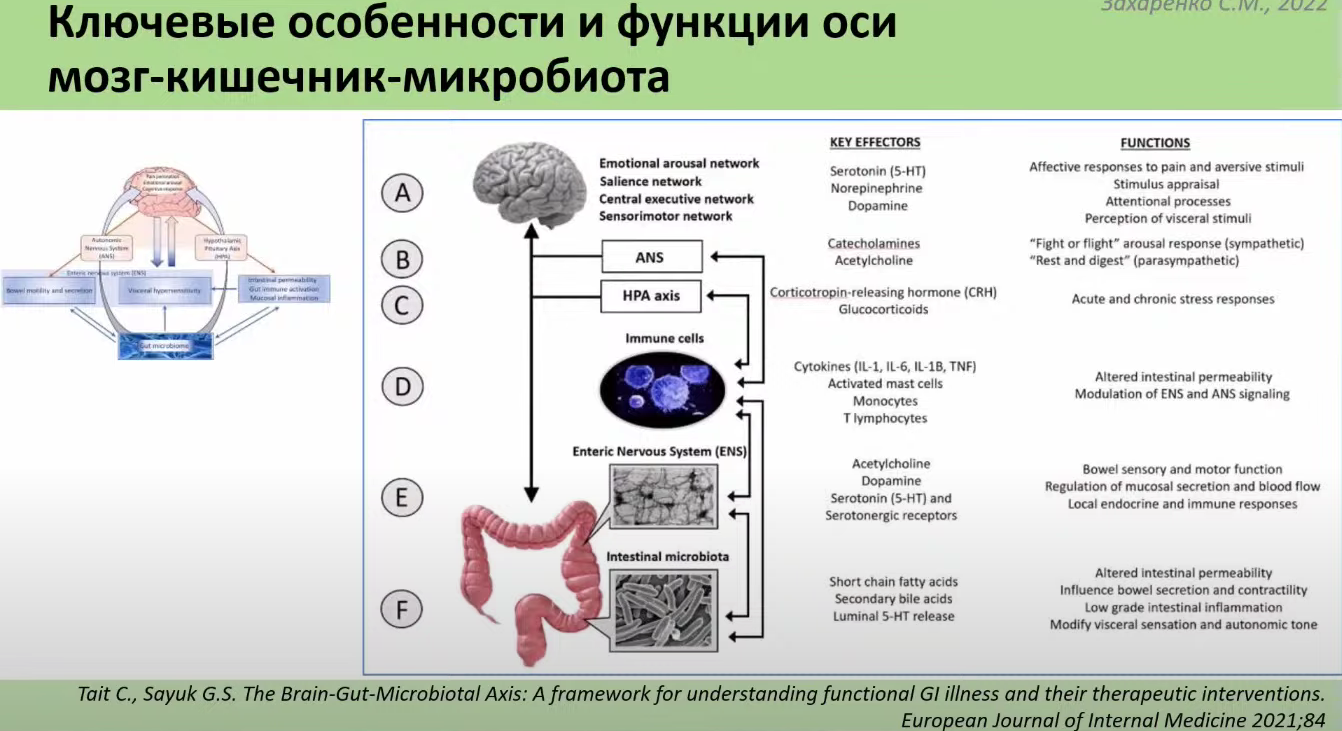 Захаренко С.М., 2022
Ключевые особенности и функции оси
мозг-кишечник-микробиота
Pain perception
Emotional arousal
Cognitive response
Autonomic
Nervous System
(ANS)
Hypothalamic
Pituitary Axis
(HPA)
Enteric nervous system (ENS)
Bowel motility and secretion
Visceral hypersensitivity
Intestinal permeability
Gut immune activation
Mucosal inflammation
Gut microbiome
KEY EFFECTORS
FUNCTIONS
A
Emotional arousal network
Salience network
Central executive network
Sensorimotor network
Serotonin (5-HT)
Norepinephrine
Dopamine
Affective responses to pain and aversive stimuli
Stimulus appraisal
Attentional processes
Perception of visceral stimuli
B
ANS
Catecholamines
Acetylcholine
“Fight or flight” arousal response (sympathetic)
“Rest and digest” (parasympathetic)
C
HPA axis
Corticotropin-releasing hormone (CRH)
Glucocorticoids
Acute and chronic stress responses
D
Immune cells
Cytokines (IL-1, IL-6, IL-1B, TNF)
Activated mast cells
Monocytes
T lymphocytes
Altered intestinal permeability
Modulation of ENS and ANS signaling
E
Enteric Nervous System (ENS)
Acetylcholine
Dopamine
Serotonin (5-HT) and
Serotonergic receptors
Bowel sensory and motor function
Regulation of mucosal secretion and blood flow
Local endocrine and immune responses
F
Intestinal microbiota
Short chain fatty acids
Secondary bile acids
Luminal 5-HT release
Altered intestinal permeability
Influence bowel secretion and contractility
Low grade intestinal inflammation
Modify visceral sensation and autonomic tone
Tait C., Sayuk G.S. The Brain-Gut-Microbiotal Axis: A framework for understanding functional GI illness and their therapeutic interventions.
European Journal of Internal Medicine 2021;84